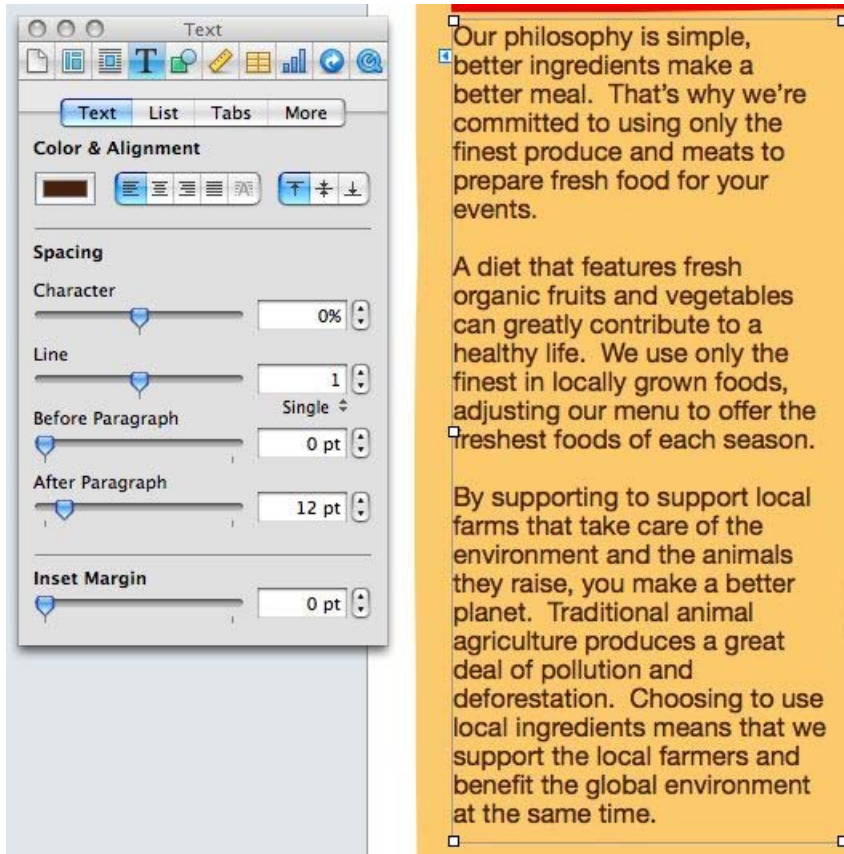 Text
Text List Tabs More
Color & Alignment
Spacing
Character
0%
Line
1
Single
Before Paragraph
0 pt
After Paragraph
12 pt
Inset Margin
0 pt
Our philosophy is simple,
better ingredients make a
better meal.  That's why we're
committed to using only the
finest produce and meats to
prepare fresh food for your
events.
A diet that features fresh
organic fruits and vegetables
can greatly contribute to a
healthy life.  We use only the
finest in locally grown foods,
adjusting our menu to offer the
freshest foods of each season.
By supporting to support local
farms that take care of the
environment and the animals
they raise, you make a better
planet.  Traditional animal
agriculture produces a great
deal of pollution and
deforestation.  Choosing to use
local ingredients means that we
support the local farmers and
benefit the global environment
at the same time.